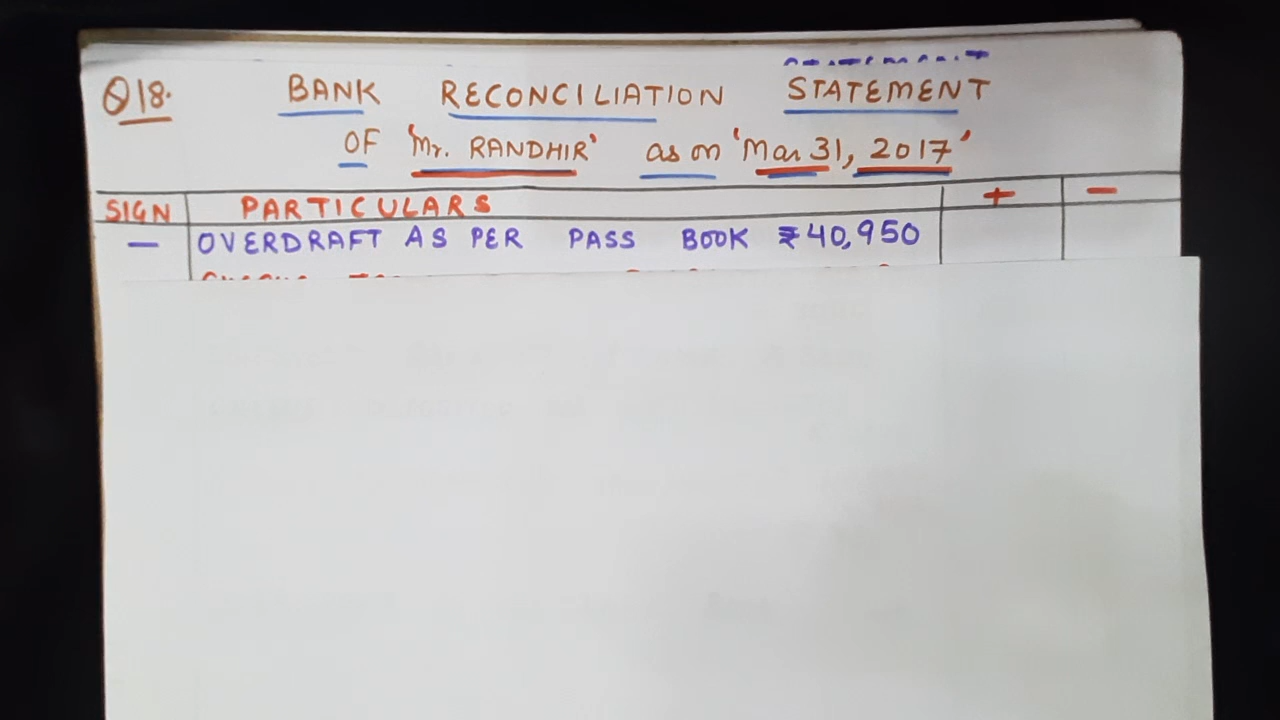 Q18. BANK RECONCILIATION STATEMENT
OF 'Mr. RANDHIR' as on 'Mar 31, 2017'
SIGN PARTICULARS + −
− OVERDRAFT AS PER PASS BOOK ₹40,950